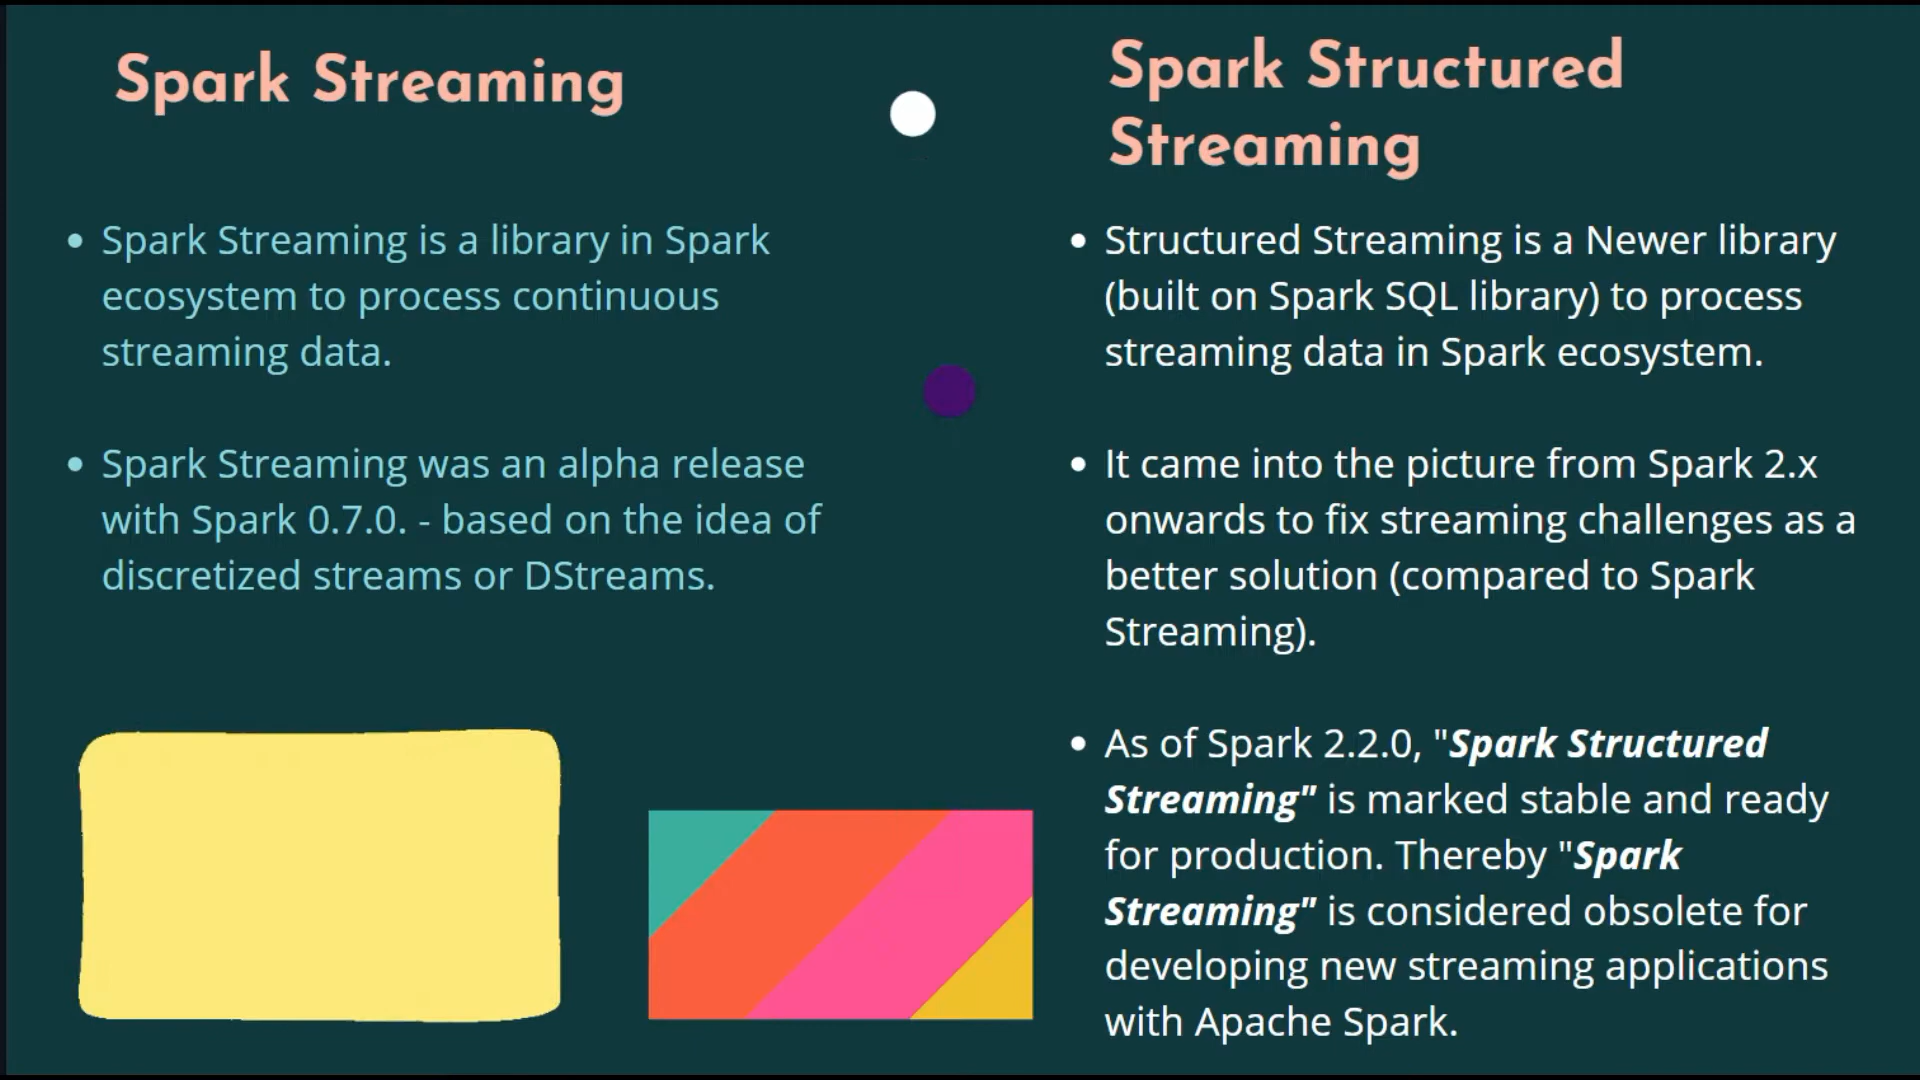 Spark Streaming
• Spark Streaming is a library in Spark
ecosystem to process continuous
streaming data.
• Spark Streaming was an alpha release
with Spark 0.7.0. - based on the idea of
discretized streams or DStreams.
Spark Structured
Streaming
• Structured Streaming is a Newer library
(built on Spark SQL library) to process
streaming data in Spark ecosystem.
• It came into the picture from Spark 2.x
onwards to fix streaming challenges as a
better solution (compared to Spark
Streaming).
• As of Spark 2.2.0, "Spark Structured
Streaming" is marked stable and ready
for production. Thereby "Spark
Streaming" is considered obsolete for
developing new streaming applications
with Apache Spark.